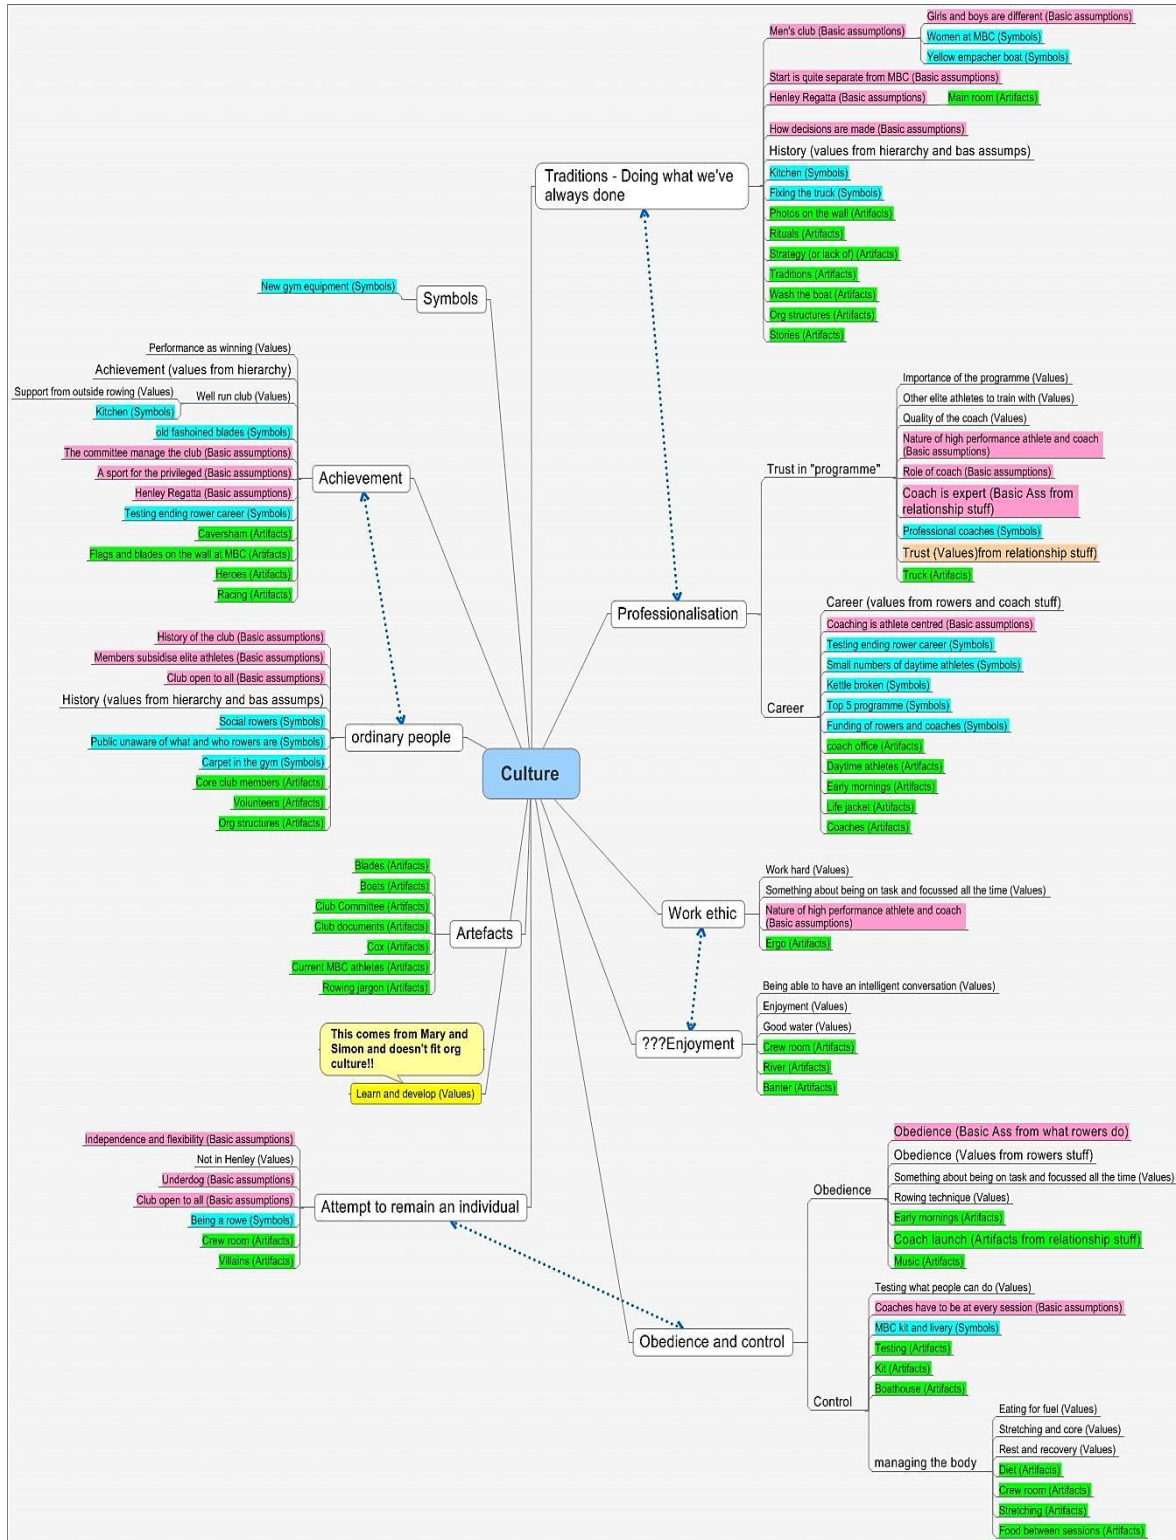 Culture
Traditions - Doing what we've
always done
Men's club (Basic assumptions)
Girls and boys are different (Basic assumptions)
Women at MBC (Symbols)
Yellow empacher boat (Symbols)
Start is quite separate from MBC (Basic assumptions)
Henley Regatta (Basic assumptions)
Main room (Artifacts)
How decisions are made (Basic assumptions)
History (values from hierarchy and bas assumps)
Kitchen (Symbols)
Fixing the truck (Symbols)
Photos on the wall (Artifacts)
Rituals (Artifacts)
Strategy (or lack of) (Artifacts)
Traditions (Artifacts)
Wash the boat (Artifacts)
Org structures (Artifacts)
Stories (Artifacts)
Professionalisation
Trust in "programme"
Importance of the programme (Values)
Other elite athletes to train with (Values)
Quality of the coach (Values)
Nature of high performance athlete and coach
(Basic assumptions)
Role of coach (Basic assumptions)
Coach is expert (Basic Ass from
relationship stuff)
Professional coaches (Symbols)
Trust (Values)from relationship stuff)
Truck (Artifacts)
Career
Career (values from rowers and coach stuff)
Coaching is athlete centred (Basic assumptions)
Testing ending rower career (Symbols)
Small numbers of daytime athletes (Symbols)
Kettle broken (Symbols)
Top 5 programme (Symbols)
Funding of rowers and coaches (Symbols)
coach office (Artifacts)
Daytime athletes (Artifacts)
Early mornings (Artifacts)
Life jacket (Artifacts)
Coaches (Artifacts)
Work ethic
Work hard (Values)
Something about being on task and focussed all the time (Values)
Nature of high performance athlete and coach
(Basic assumptions)
Ergo (Artifacts)
???Enjoyment
Being able to have an intelligent conversation (Values)
Enjoyment (Values)
Good water (Values)
Crew room (Artifacts)
River (Artifacts)
Banter (Artifacts)
Obedience and control
Obedience
Obedience (Basic Ass from what rowers do)
Obedience (Values from rowers stuff)
Something about being on task and focussed all the time (Values)
Rowing technique (Values)
Early mornings (Artifacts)
Coach launch (Artifacts from relationship stuff)
Music (Artifacts)
Control
Testing what people can do (Values)
Coaches have to be at every session (Basic assumptions)
MBC kit and livery (Symbols)
Testing (Artifacts)
Kit (Artifacts)
Boathouse (Artifacts)
managing the body
Eating for fuel (Values)
Stretching and core (Values)
Rest and recovery (Values)
Diet (Artifacts)
Crew room (Artifacts)
Stretching (Artifacts)
Food between sessions (Artifacts)
Symbols
New gym equipment (Symbols)
Achievement
Performance as winning (Values)
Achievement (values from hierarchy)
Well run club (Values)
Support from outside rowing (Values)
Kitchen (Symbols)
old fashoined blades (Symbols)
The committee manage the club (Basic assumptions)
A sport for the privileged (Basic assumptions)
Henley Regatta (Basic assumptions)
Testing ending rower career (Symbols)
Caversham (Artifacts)
Flags and blades on the wall at MBC (Artifacts)
Heroes (Artifacts)
Racing (Artifacts)
ordinary people
History of the club (Basic assumptions)
Members subsidise elite athletes (Basic assumptions)
Club open to all (Basic assumptions)
History (values from hierarchy and bas assumps)
Social rowers (Symbols)
Public unaware of what and who rowers are (Symbols)
Carpet in the gym (Symbols)
Core club members (Artifacts)
Volunteers (Artifacts)
Org structures (Artifacts)
Artefacts
Blades (Artifacts)
Boats (Artifacts)
Club Committee (Artifacts)
Club documents (Artifacts)
Cox (Artifacts)
Current MBC athletes (Artifacts)
Rowing jargon (Artifacts)
This comes from Mary and
Simon and doesn't fit org
culture!!
Learn and develop (Values)
Attempt to remain an individual
Independence and flexibility (Basic assumptions)
Not in Henley (Values)
Underdog (Basic assumptions)
Club open to all (Basic assumptions)
Being a rowe (Symbols)
Crew room (Artifacts)
Villains (Artifacts)